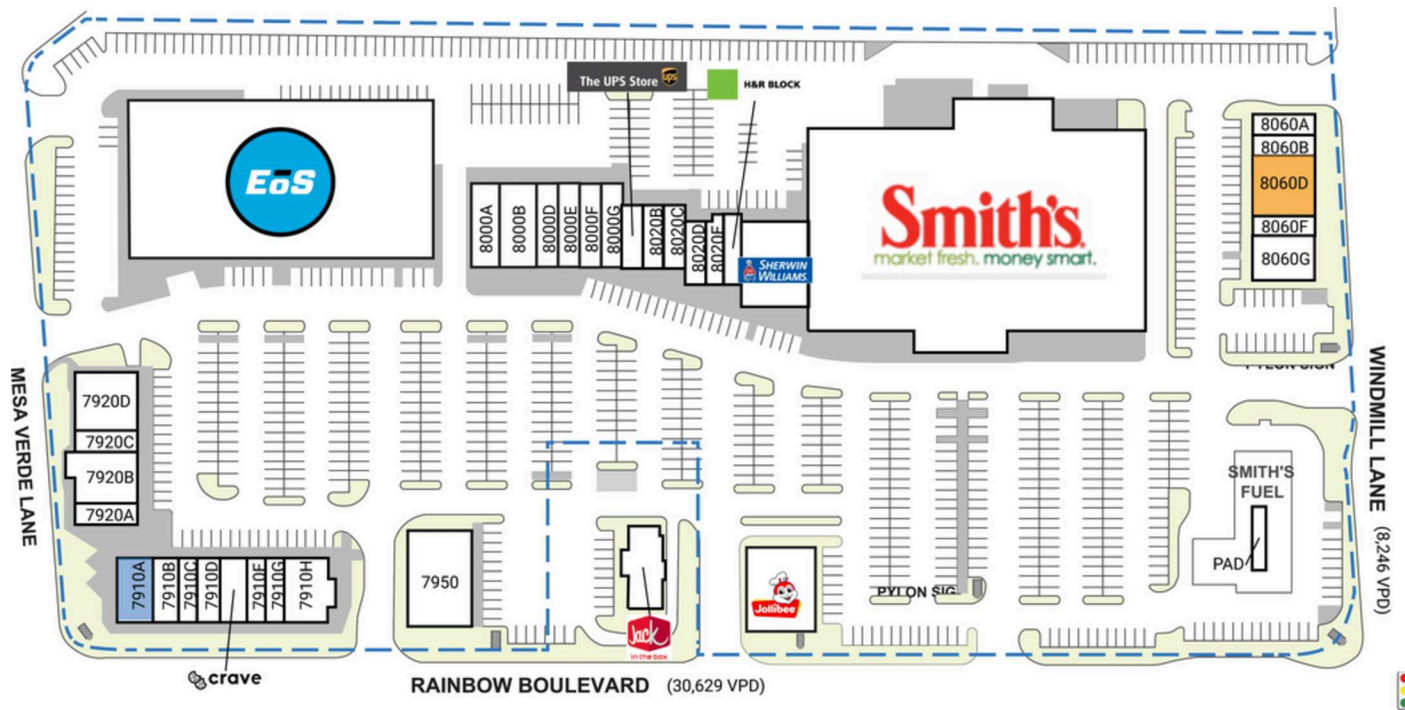 The UPS Store
ups
H&R BLOCK
EōS
8000A
8000B
8000D
8000E
8000F
8000G
8020B
8020C
8020D
8020F
SHERWIN
WILLIAMS.
Smith's.
market fresh. money smart.
8060A
8060B
8060D
8060F
8060G
PYLON SIGN
WINDMILL LANE
(8,246 VPD)
MESA VERDE LANE
7920D
7920C
7920B
7920A
7910A
7910B
7910C
7910D
7910F
7910G
7910H
crave
7950
Jack
in the box
Jollibee
PYLON SIG
SMITH'S
FUEL
PAD
RAINBOW BOULEVARD (30,629 VPD)